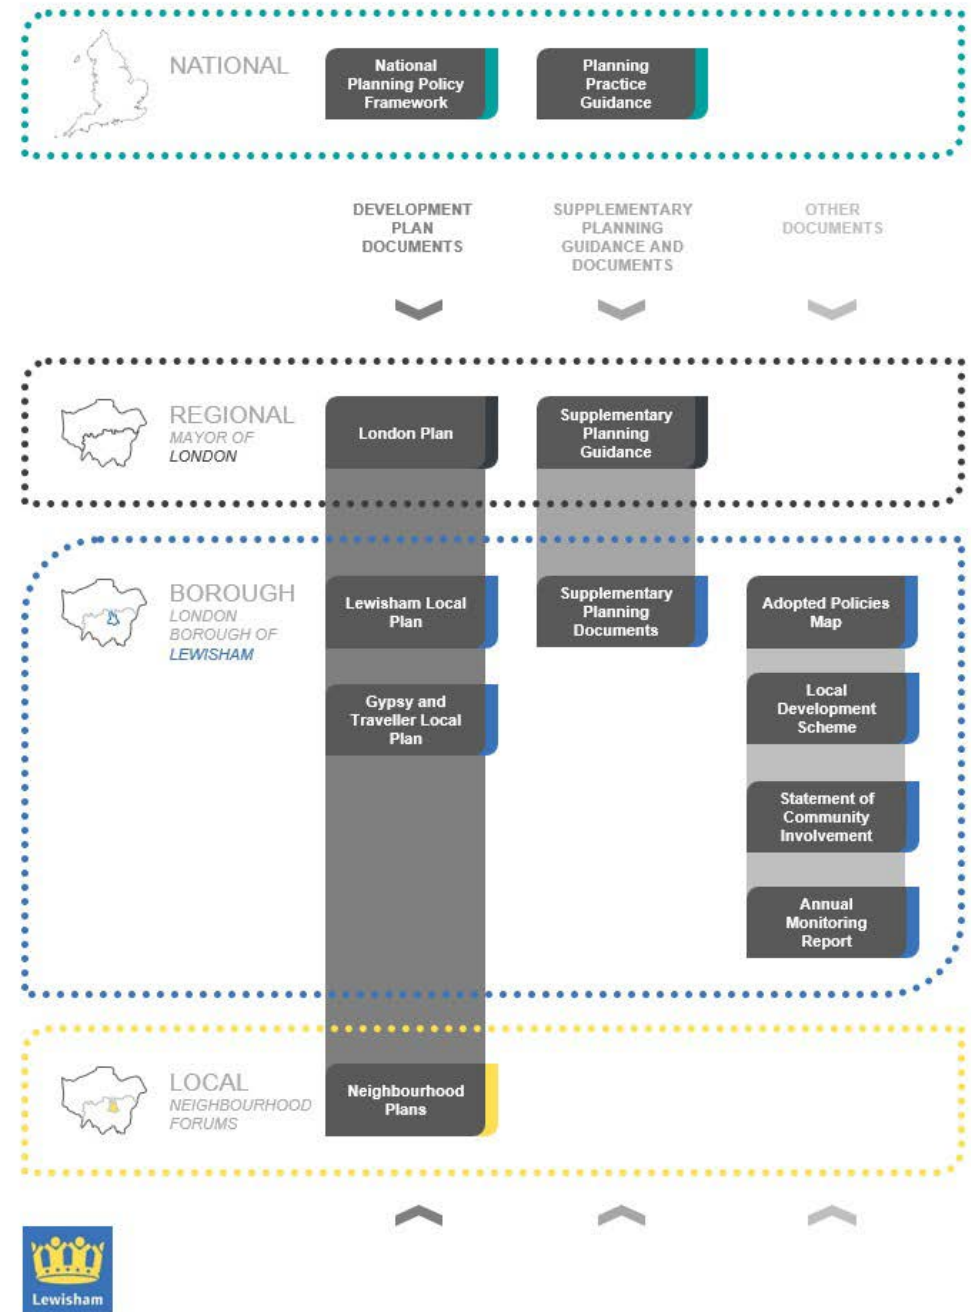 NATIONAL
National
Planning Policy
Framework
Planning
Practice
Guidance
DEVELOPMENT
PLAN
DOCUMENTS
SUPPLEMENTARY
PLANNING
GUIDANCE AND
DOCUMENTS
OTHER
DOCUMENTS
REGIONAL
MAYOR OF
LONDON
London Plan
Supplementary
Planning
Guidance
BOROUGH
LONDON
BOROUGH OF
LEWISHAM
Lewisham Local
Plan
Supplementary
Planning
Documents
Adopted Policies
Map
Gypsy and
Traveller Local
Plan
Local
Development
Scheme
Statement of
Community
Involvement
Annual
Monitoring
Report
LOCAL
NEIGHBOURHOOD
FORUMS
Neighbourhood
Plans
Lewisham